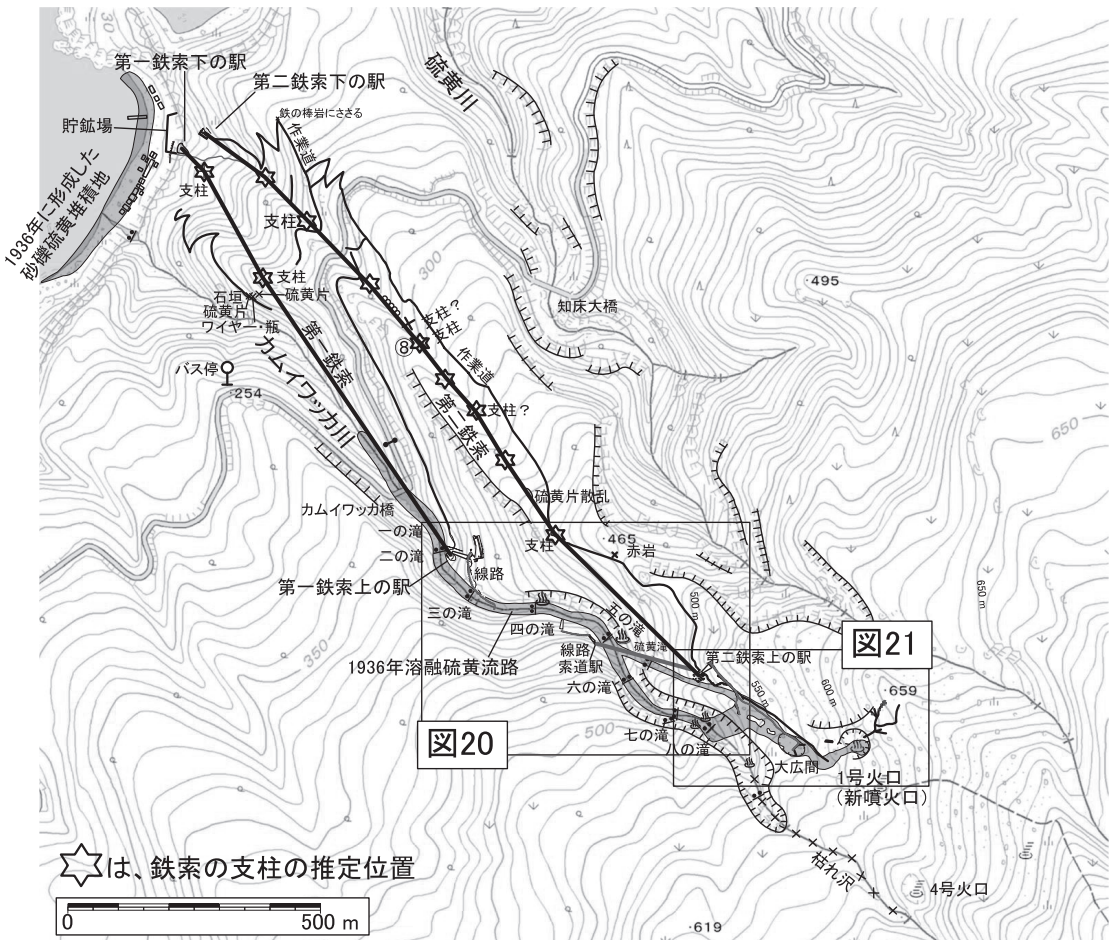 30
第一鉄索下の駅
第二鉄索下の駅
硫黄川
鉄の棒岩にささる
作業道
貯鉱場
支柱
支柱
1936年に形成した
砂礫硫黄堆積地
300
・495
支柱
石垣
硫黄片
硫黄片
ワイヤー・瓶
知床大橋
支柱?
支柱
⑧
第一鉄索
バス停
・254
カムイワッカ川
作業道
第二鉄索
支柱?
650
硫黄片散乱
カムイワッカ橋
一の滝
二の滝
支柱
・465
赤岩
第一鉄索上の駅
線路
500 m
650 m
三の滝
四の滝
五の滝
350
線路
索道駅
硫黄滝
第二鉄索上の駅
図21
1936年溶融硫黄流路
六の滝
550 m
600 m
・659
500
七の滝
八の滝
図20
大広間
1号火口
(新噴火口)
枯れ沢
4号火口
・619
は、鉄索の支柱の推定位置
0
500 m